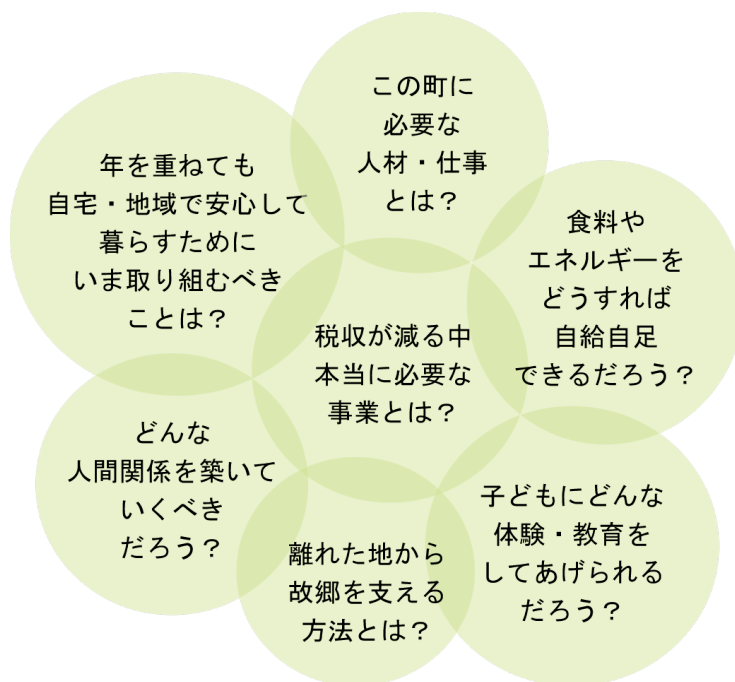 この町に
必要な
人材・仕事
とは？
年を重ねても
自宅・地域で安心して
暮らすために
いま取り組むべき
ことは？
食料や
エネルギーを
どうすれば
自給自足
できるだろう？
税収が減る中
本当に必要な
事業とは？
どんな
人間関係を築いて
いくべき
だろう？
離れた地から
故郷を支える
方法とは？
子どもにどんな
体験・教育を
してあげられる
だろう？